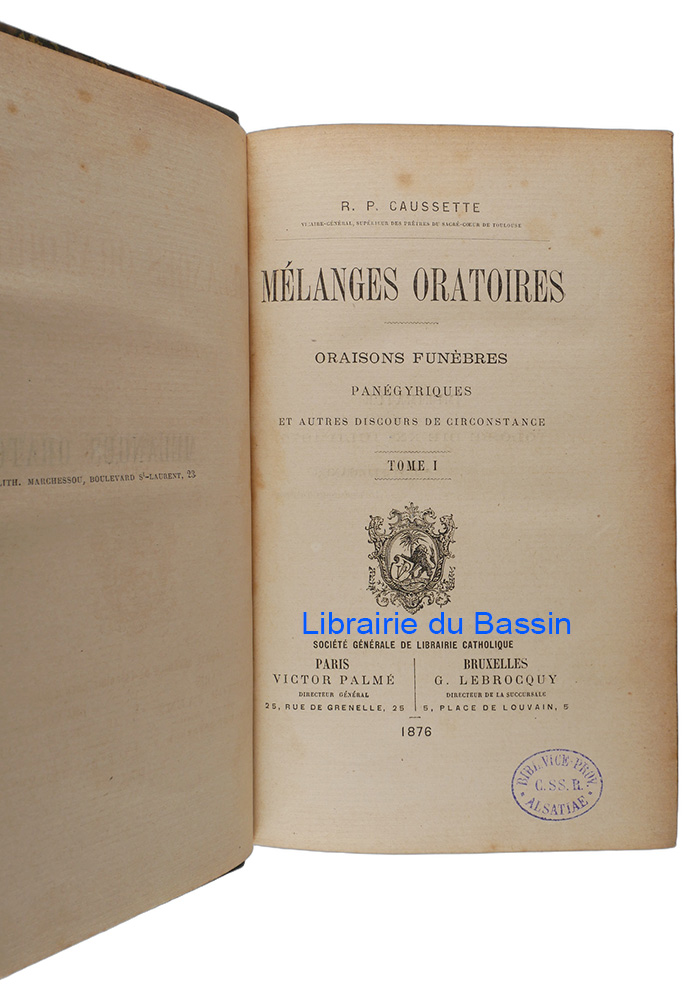 LITH. MARCHESSOU, BOULEVARD St-LAURENT, 23
R. P. CAUSSETTE
VICAIRE-GÉNÉRAL, SUPÉRIEUR DES PRÊTRES DU SACRÉ-CŒUR DE TOULOUSE
MÉLANGES ORATOIRES
ORAISONS FUNÈBRES
PANÉGYRIQUES
ET AUTRES DISCOURS DE CIRCONSTANCE
TOME I
Librairie du Bassin
SOCIÉTÉ GÉNÉRALE DE LIBRAIRIE CATHOLIQUE
PARIS
VICTOR PALMÉ
DIRECTEUR GÉNÉRAL
25, RUE DE GRENELLE, 25
BRUXELLES
G. LEBROCQUY
DIRECTEUR DE LA SUCCURSALE
5, PLACE DE LOUVAIN, 5
1876
BIBL. VICE-PROV.
C. SS. R.
ALSATIAE